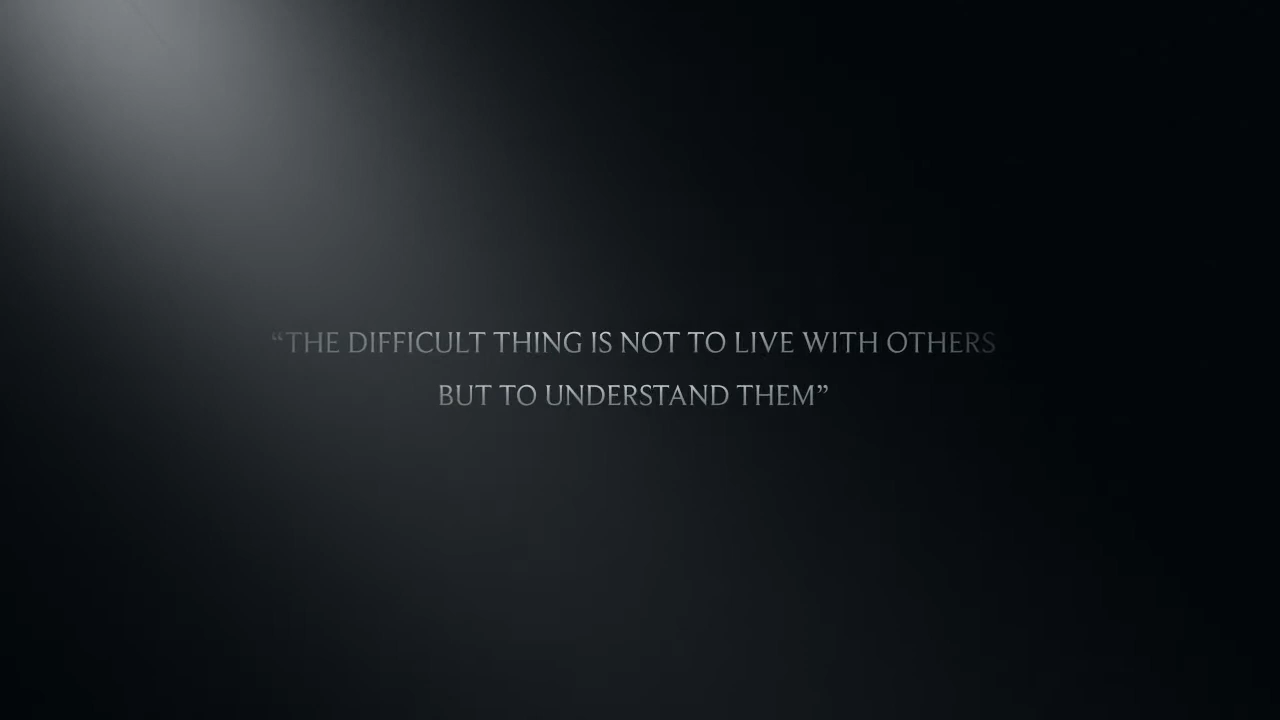 “THE DIFFICULT THING IS NOT TO LIVE WITH OTHERS
BUT TO UNDERSTAND THEM”